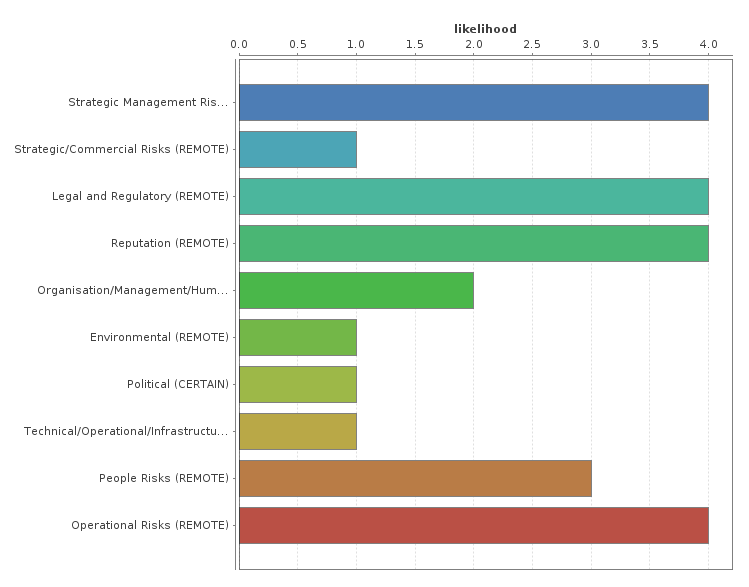 likelihood
0.0 0.5 1.0 1.5 2.0 2.5 3.0 3.5 4.0
Strategic Management Ris...
Strategic/Commercial Risks (REMOTE)
Legal and Regulatory (REMOTE)
Reputation (REMOTE)
Organisation/Management/Hum...
Environmental (REMOTE)
Political (CERTAIN)
Technical/Operational/Infrastructu...
People Risks (REMOTE)
Operational Risks (REMOTE)